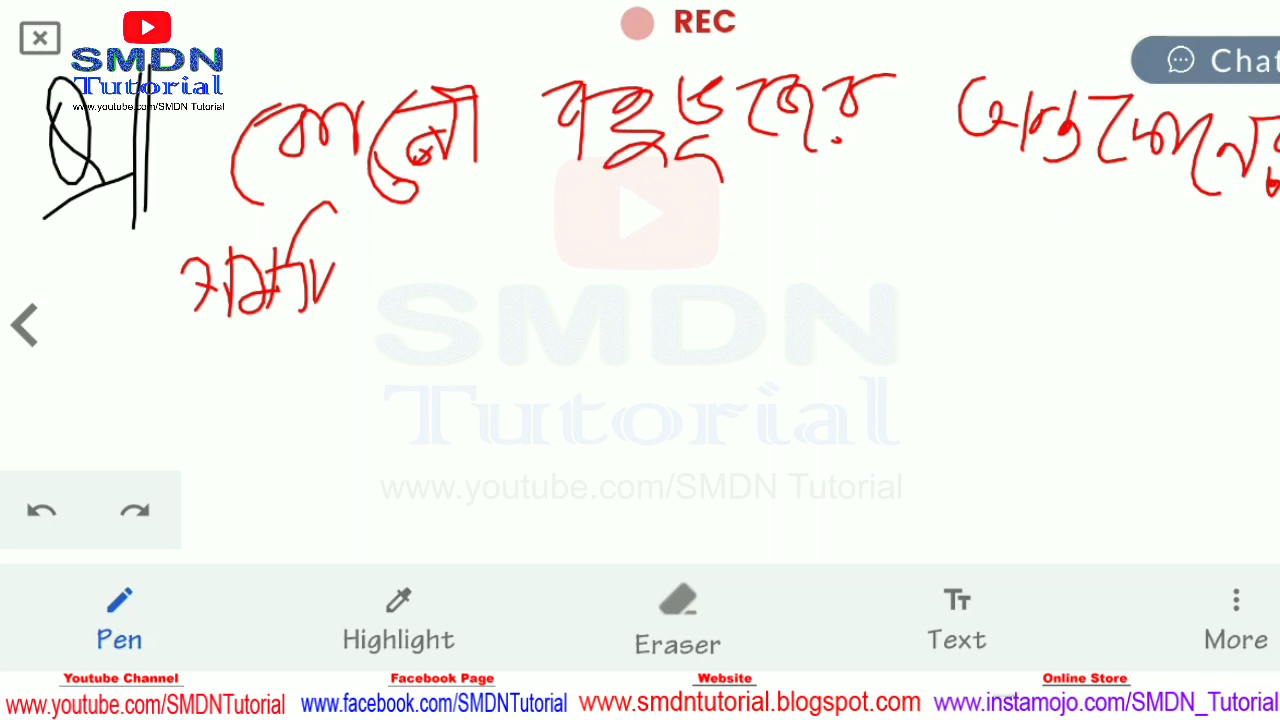 REC
Chat
SMDN
Tutorial
www.youtube.com/SMDN Tutorial
কোনো বহুভুজের
SMDN
Tutorial
www.youtube.com/SMDN Tutorial
Pen
Highlight
Eraser
Text
More
Youtube Channel
Facebook Page
Website
Online Store
www.youtube.com/SMDNTutorial
www.facebook.com/SMDNTutorial
www.smdntutorial.blogspot.com
www.instamojo.com/SMDN_Tutorial